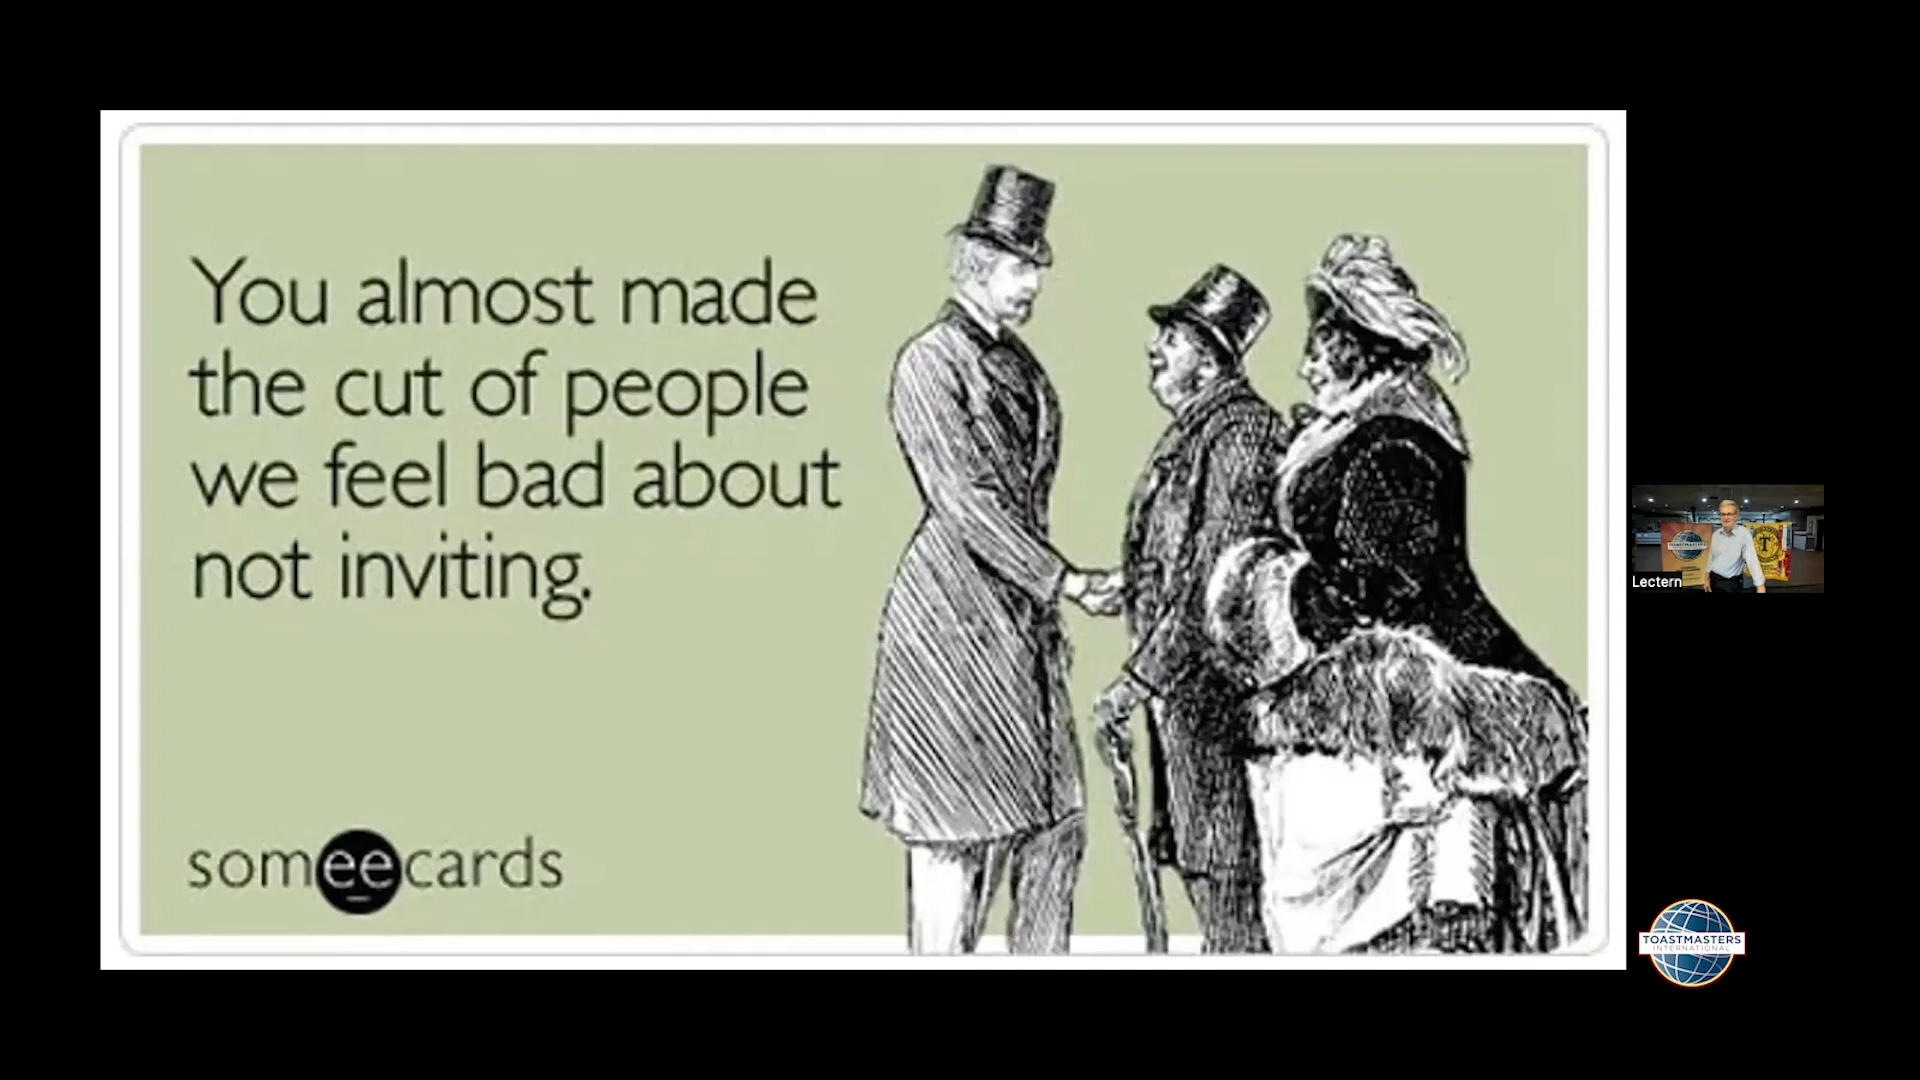 You almost made
the cut of people
we feel bad about
not inviting.
someecards
Lectern
TOASTMASTERS
INTERNATIONAL